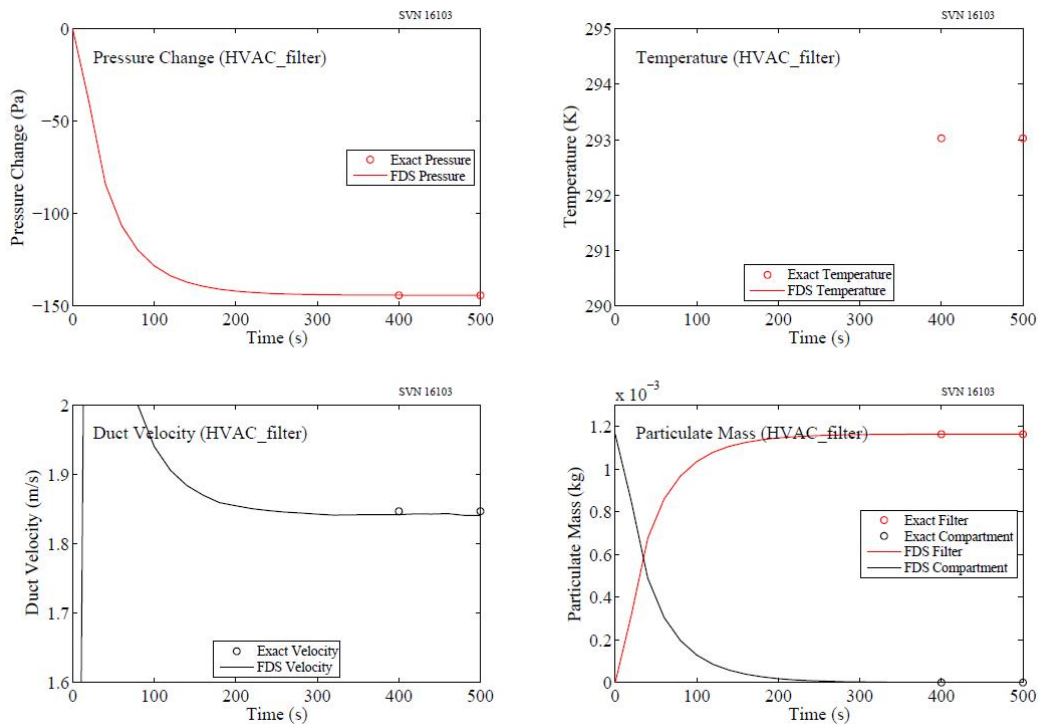 SVN 16103
Pressure Change (HVAC_filter)
Pressure Change (Pa)
0
−50
−100
−150
Exact Pressure
FDS Pressure
0 100 200 300 400 500
Time (s)
SVN 16103
Temperature (HVAC_filter)
Temperature (K)
295
294
293
292
291
290
Exact Temperature
FDS Temperature
0 100 200 300 400 500
Time (s)
SVN 16103
Duct Velocity (HVAC_filter)
Duct Velocity (m/s)
2
1.9
1.8
1.7
1.6
Exact Velocity
FDS Velocity
0 100 200 300 400 500
Time (s)
x 10⁻³
SVN 16103
Particulate Mass (HVAC_filter)
Particulate Mass (kg)
1.2
1
0.8
0.6
0.4
0.2
0
Exact Filter
Exact Compartment
FDS Filter
FDS Compartment
0 100 200 300 400 500
Time (s)